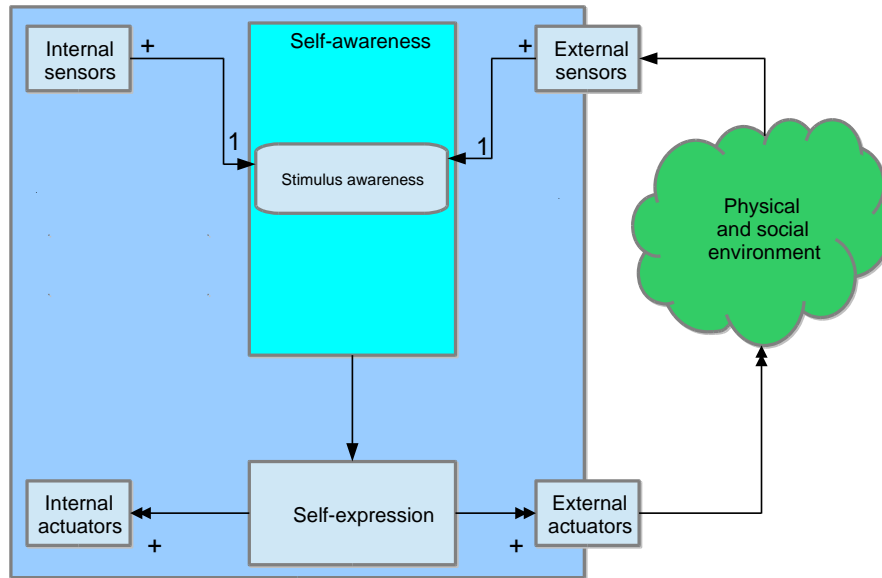 Internal
sensors
+
Self-awareness
+
External
sensors
1
1
Stimulus awareness
Physical
and social
environment
Internal
actuators
+
Self-expression
+
External
actuators